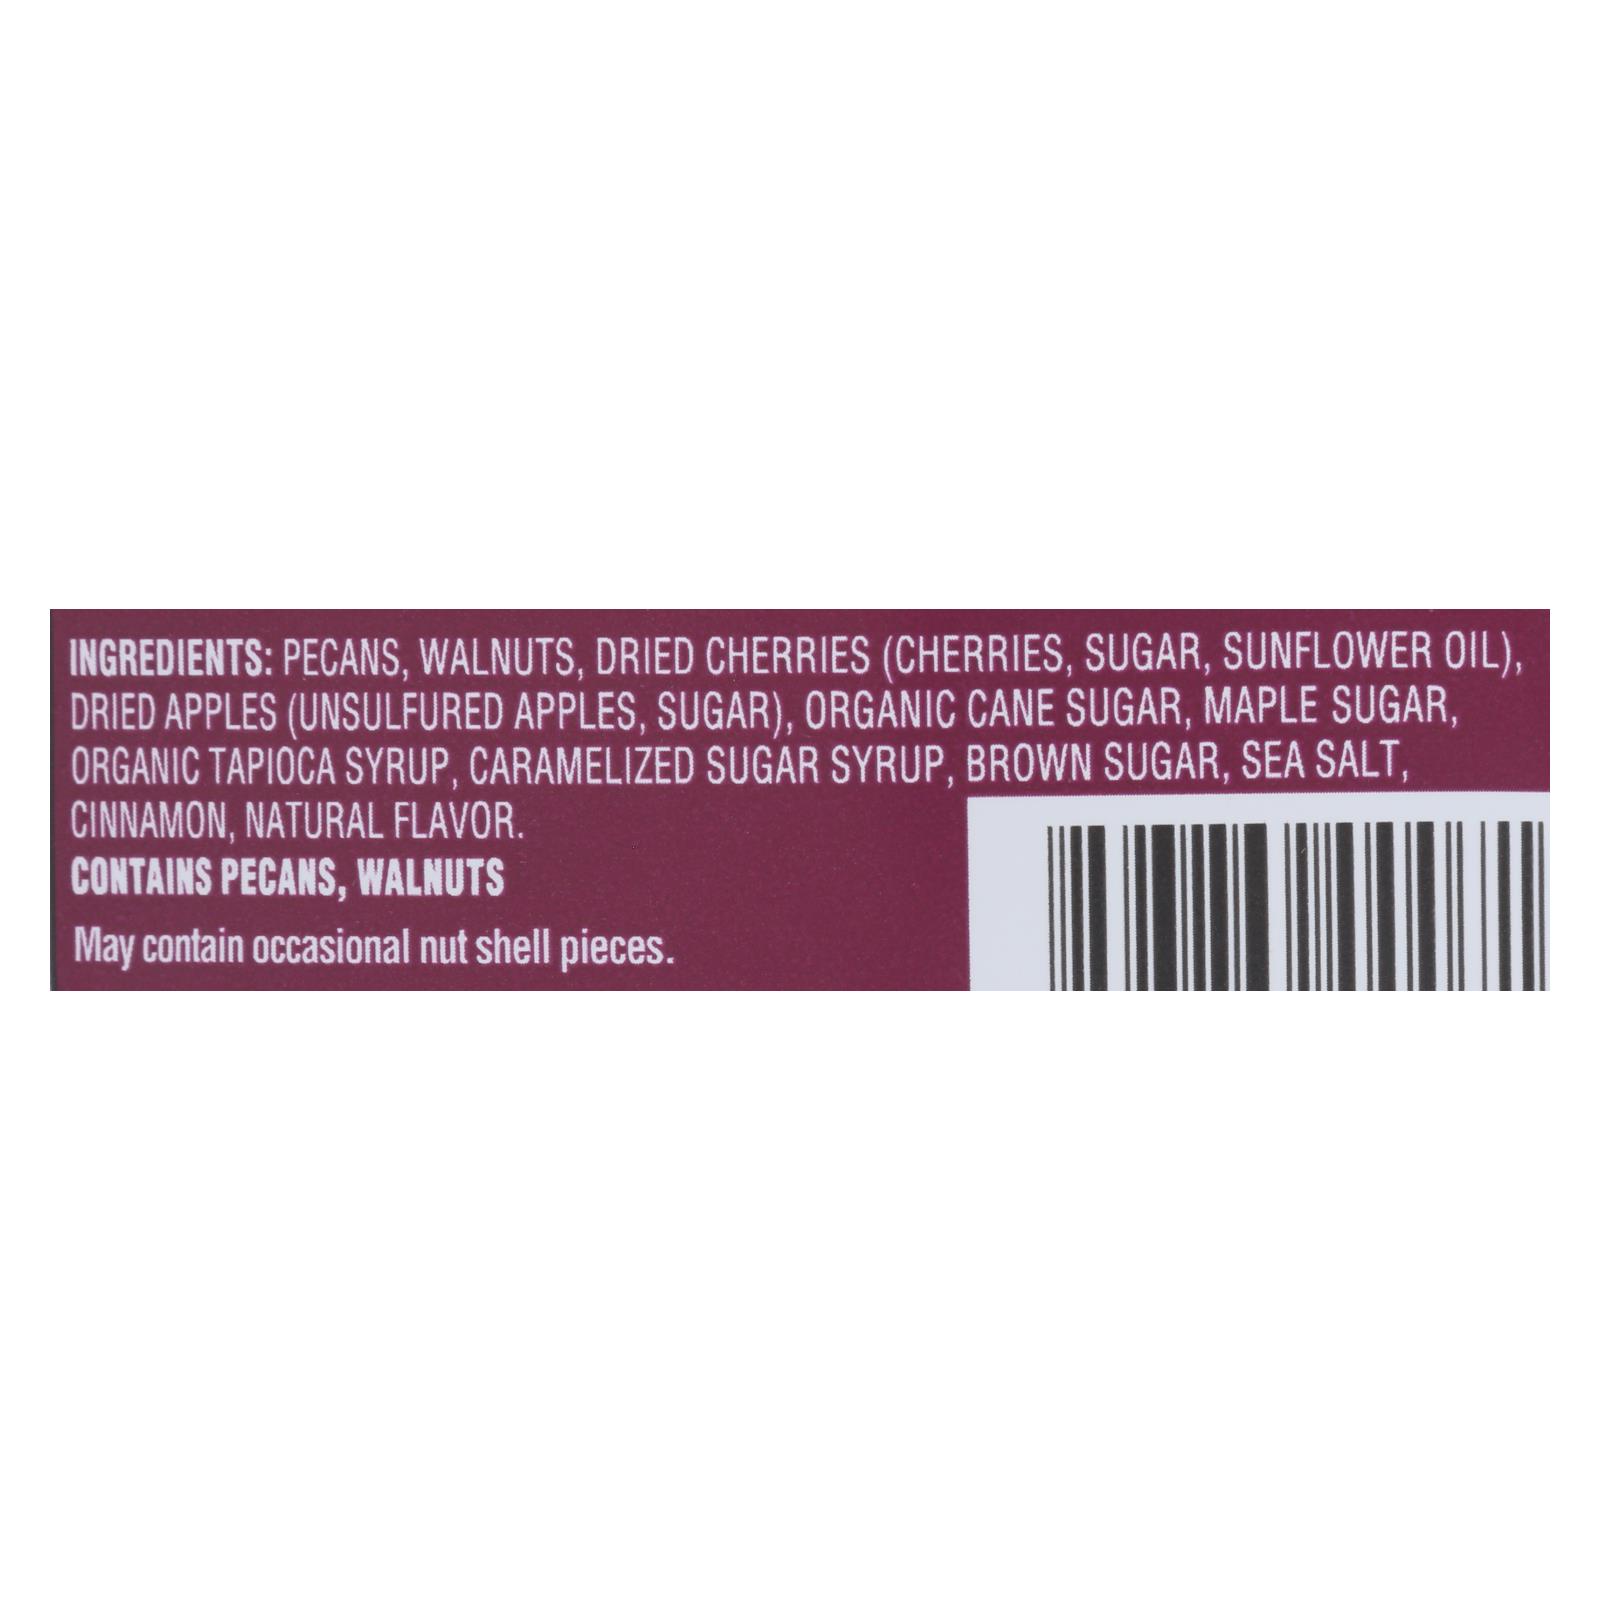 INGREDIENTS: PECANS, WALNUTS, DRIED CHERRIES (CHERRIES, SUGAR, SUNFLOWER OIL),
DRIED APPLES (UNSULFURED APPLES, SUGAR), ORGANIC CANE SUGAR, MAPLE SUGAR,
ORGANIC TAPIOCA SYRUP, CARAMELIZED SUGAR SYRUP, BROWN SUGAR, SEA SALT,
CINNAMON, NATURAL FLAVOR.
CONTAINS PECANS, WALNUTS
May contain occasional nut shell pieces.